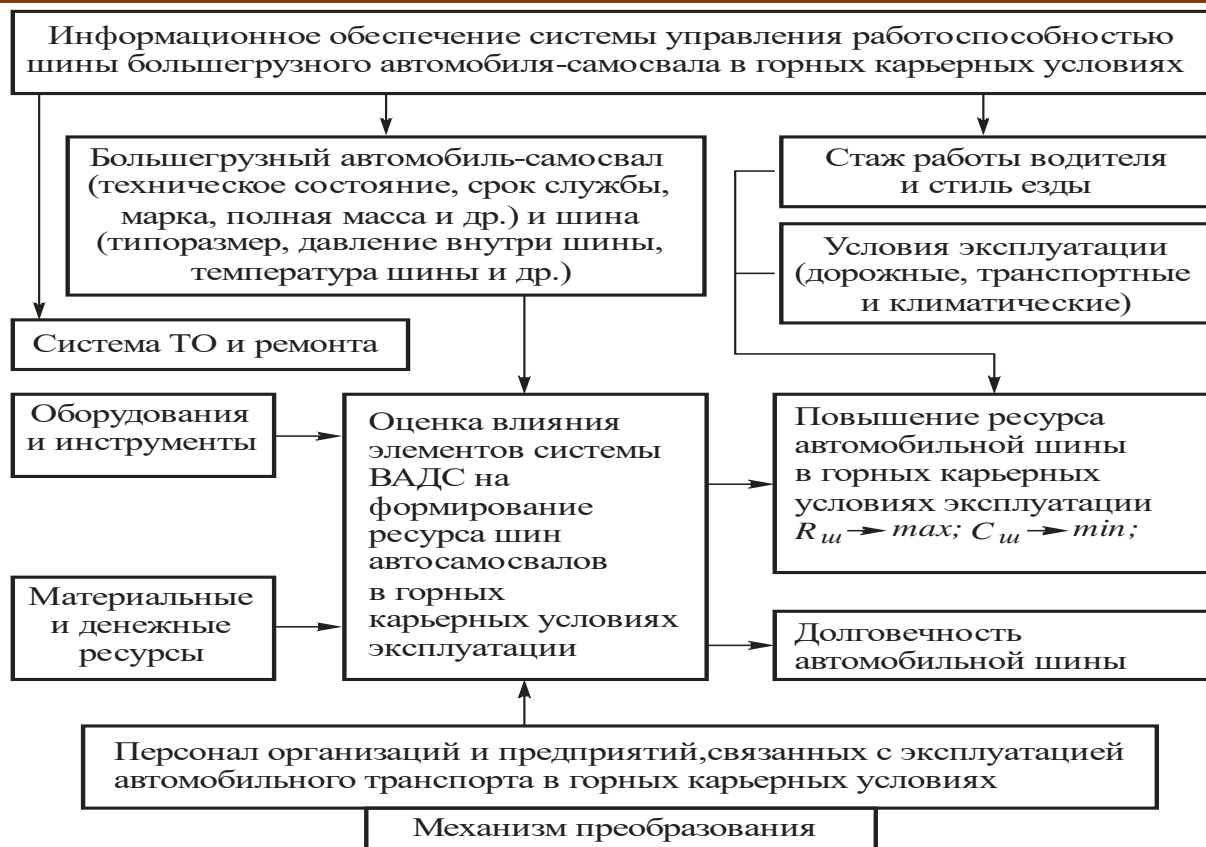 Информационное обеспечение системы управления работоспособностью
шины большегрузного автомобиля-самосвала в горных карьерных условиях
Большегрузный автомобиль-самосвал
(техническое состояние, срок службы,
марка, полная масса и др.) и шина
(типоразмер, давление внутри шины,
температура шины и др.)
Стаж работы водителя
и стиль езды
Условия эксплуатации
(дорожные, транспортные
и климатические)
Система ТО и ремонта
Оборудования
и инструменты
Оценка влияния
элементов системы
ВАДС на
формирование
ресурса шин
автосамосвалов
в горных
карьерных условиях
эксплуатации
Повышение ресурса
автомобильной шины
в горных карьерных
условиях эксплуатации
R ш → max; C ш → min;
Материальные
и денежные
ресурсы
Долговечность
автомобильной шины
Персонал организаций и предприятий,связанных с эксплуатацией
автомобильного транспорта в горных карьерных условиях
Механизм преобразования